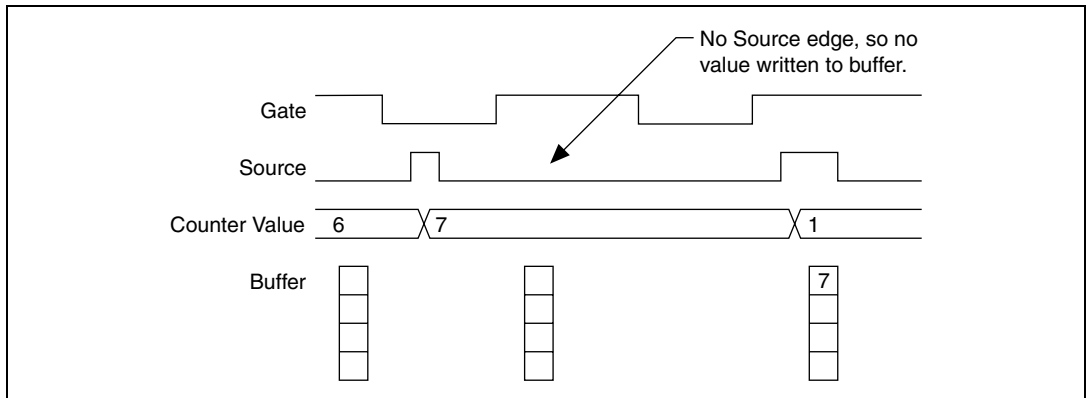 No Source edge, so no
value written to buffer.
Gate
Source
Counter Value 6 7 1
Buffer 7